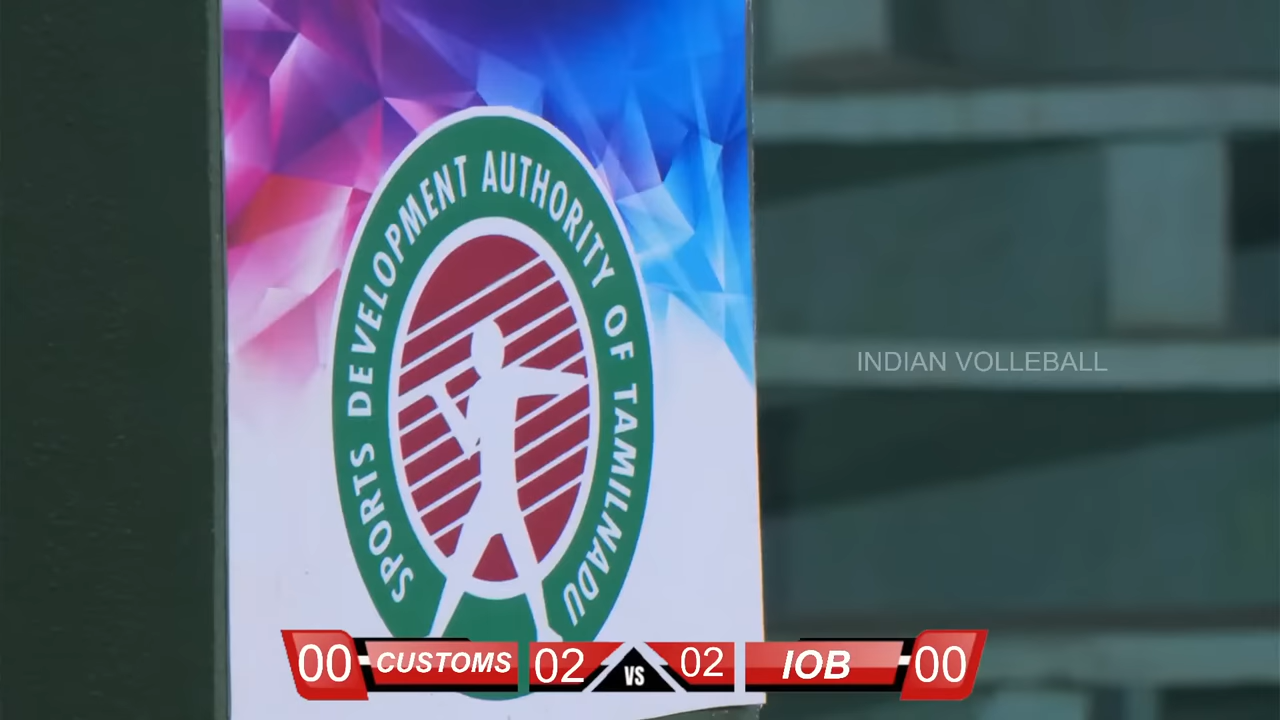 SPORTS DEVELOPMENT AUTHORITY OF TAMILNADU
INDIAN VOLLEBALL
00 CUSTOMS 02 VS 02 IOB 00